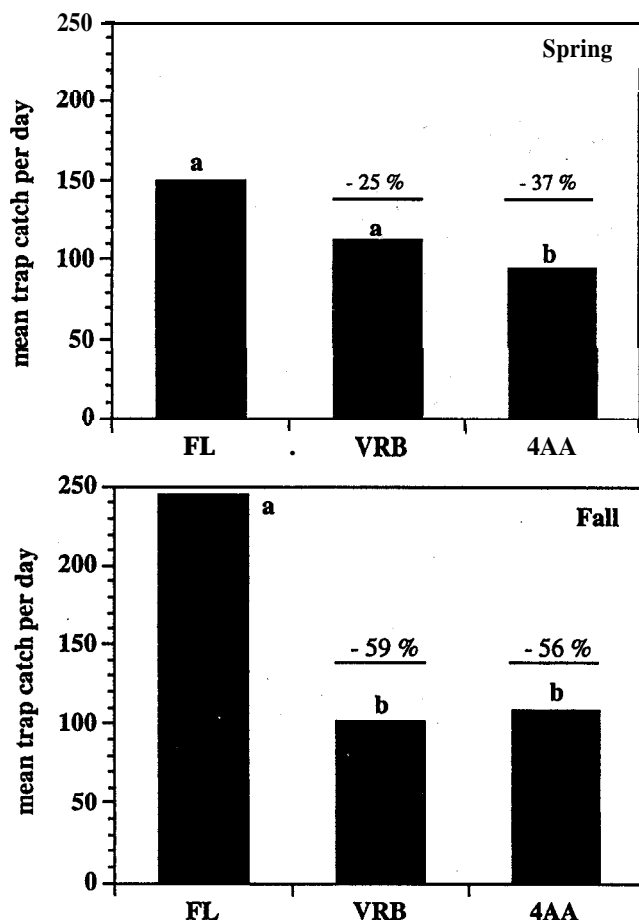 Spring
mean trap catch per day
250
200
150
100
50
0
a
- 25 %
a
- 37 %
b
FL
VRB
4AA
Fall
mean trap catch per day
250
200
150
100
50
0
a
- 59 %
b
- 56 %
b
FL
VRB
4AA